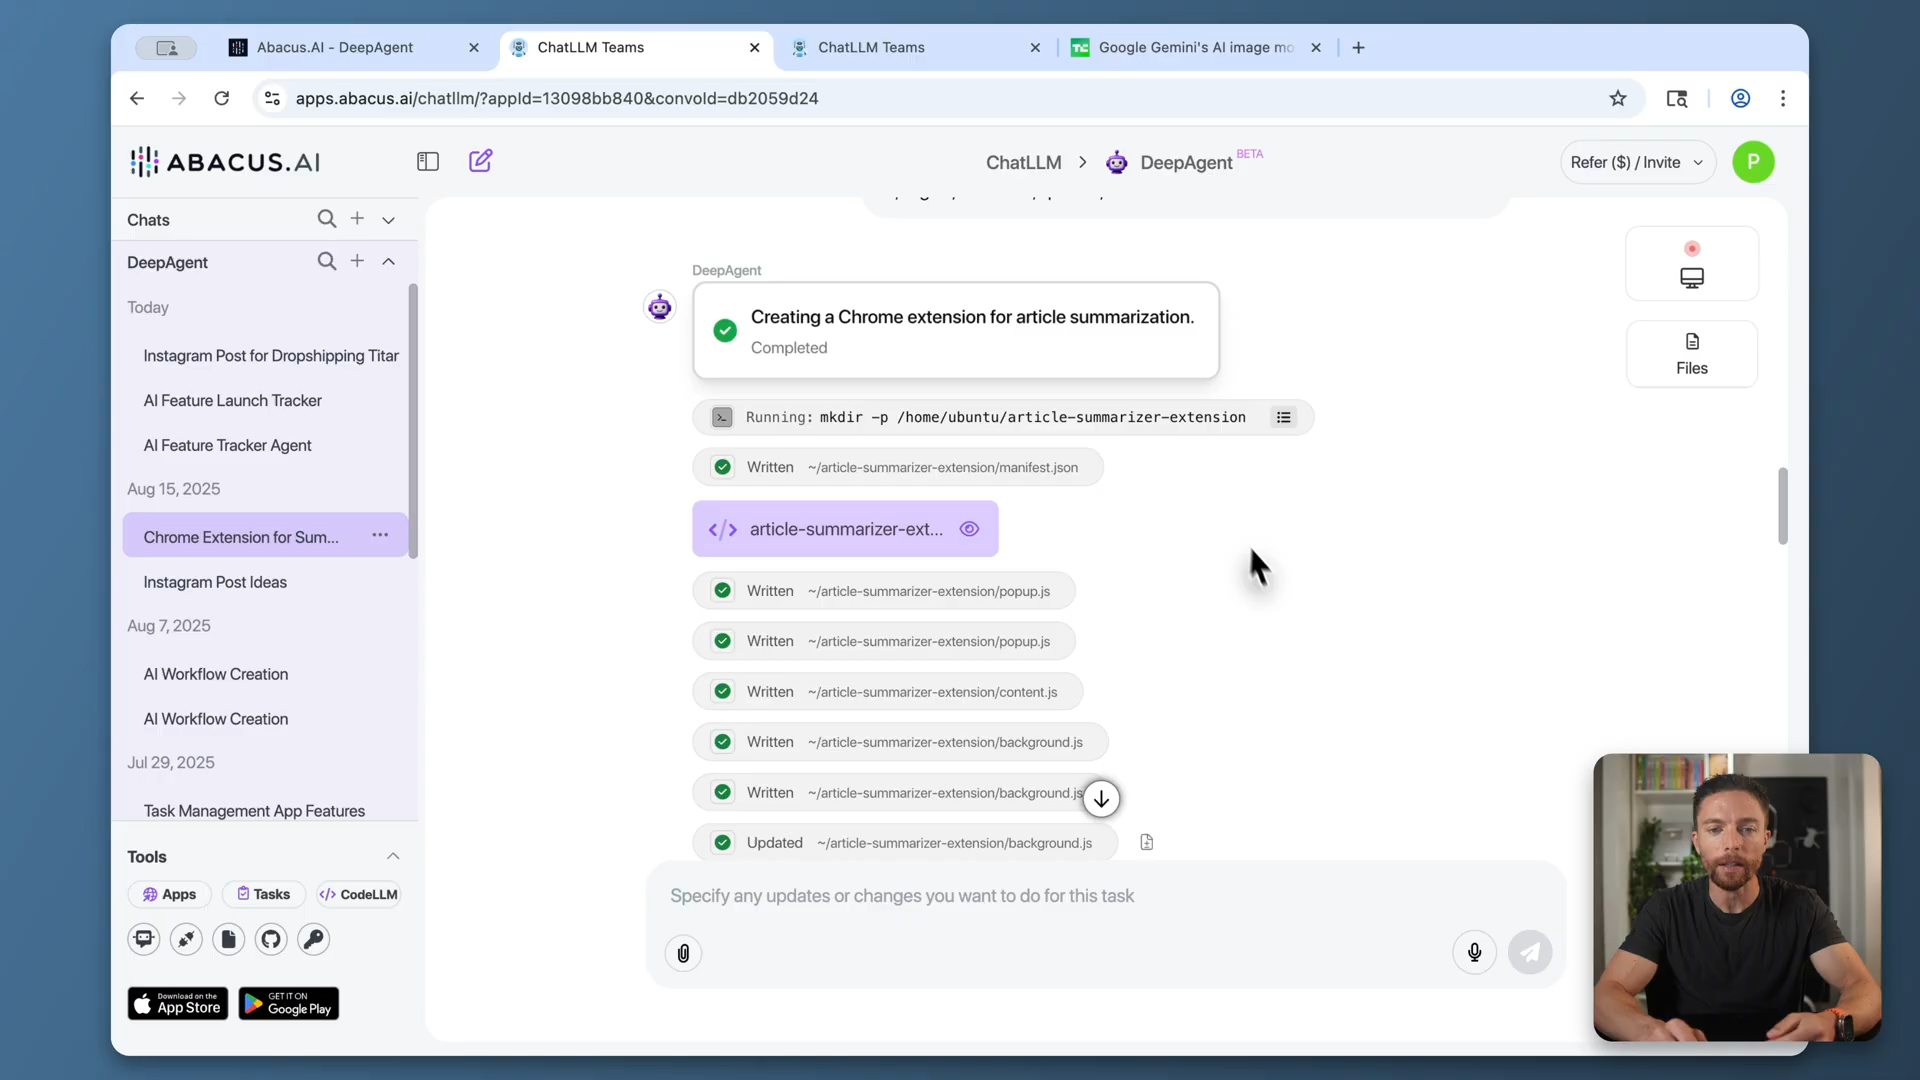 Abacus.AI - DeepAgent
ChatLLM Teams
ChatLLM Teams
Google Gemini's AI image mo
apps.abacus.ai/chatllm/?appId=13098bb840&convoId=db2059d24
ABACUS.AI
ChatLLM > DeepAgent BETA
Refer ($) / Invite
P
Chats
DeepAgent
Today
Instagram Post for Dropshipping Titan
AI Feature Launch Tracker
AI Feature Tracker Agent
Aug 15, 2025
Chrome Extension for Sum...
Instagram Post Ideas
Aug 7, 2025
AI Workflow Creation
AI Workflow Creation
Jul 29, 2025
Task Management App Features
Tools
Apps
Tasks
CodeLLM
Download on the
App Store
GET IT ON
Google Play
DeepAgent
Creating a Chrome extension for article summarization.
Completed
Running: mkdir -p /home/ubuntu/article-summarizer-extension
Written ~/article-summarizer-extension/manifest.json
</> article-summarizer-ext...
Written ~/article-summarizer-extension/popup.js
Written ~/article-summarizer-extension/popup.js
Written ~/article-summarizer-extension/content.js
Written ~/article-summarizer-extension/background.js
Written ~/article-summarizer-extension/background.js
Updated ~/article-summarizer-extension/background.js
Specify any updates or changes you want to do for this task
Files